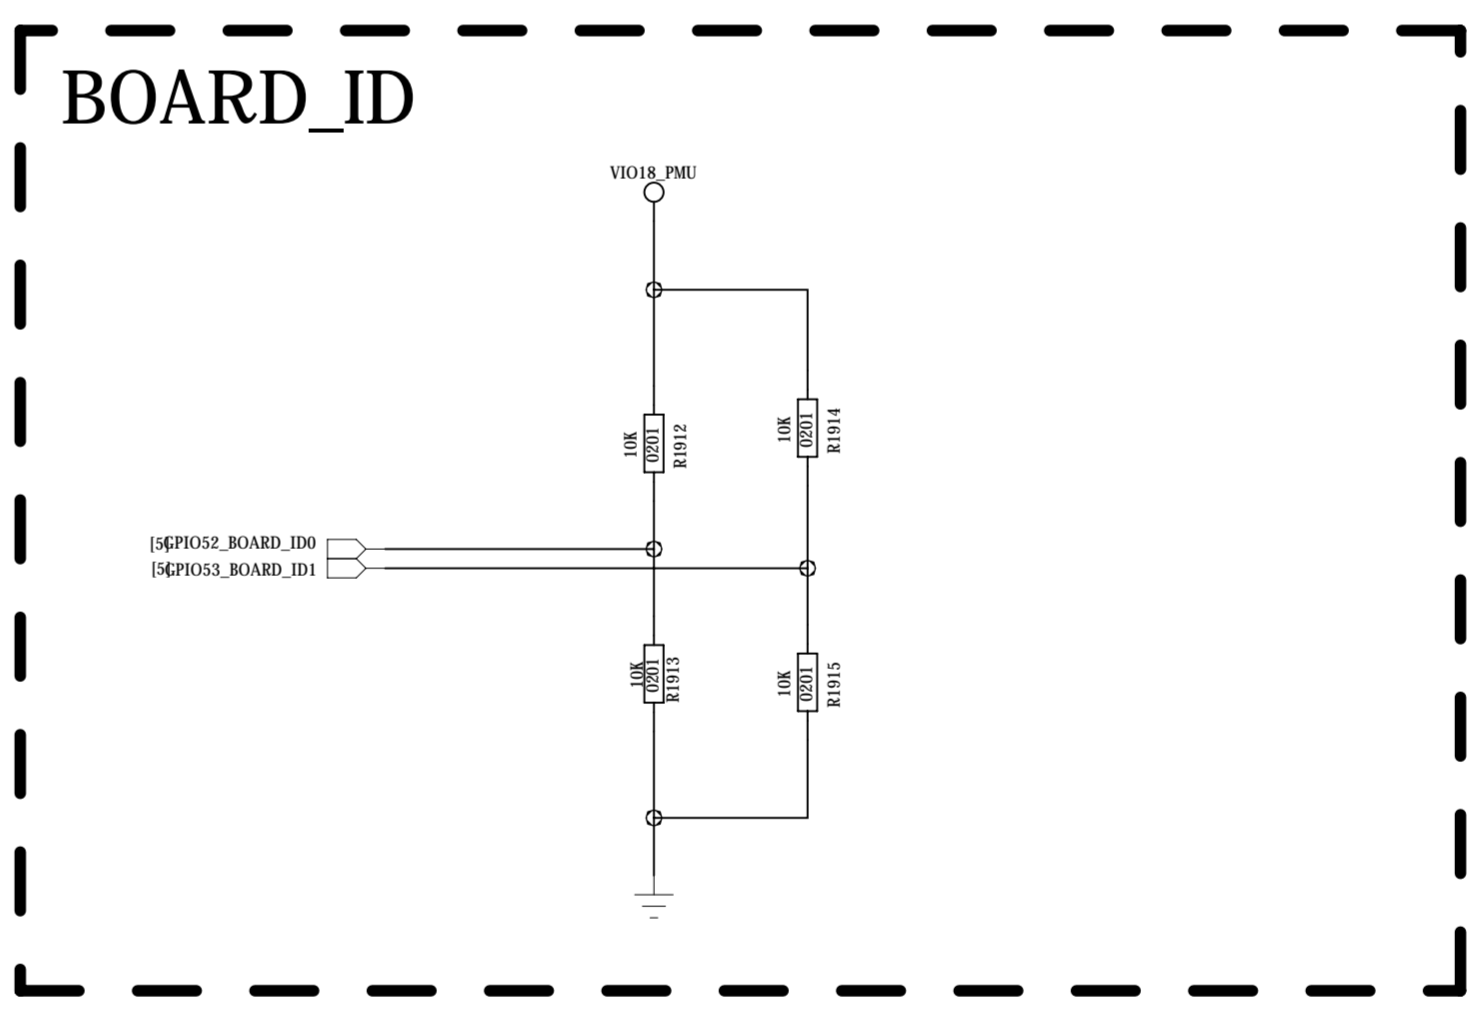 BOARD_ID
VIO18_PMU
10K
0201
R1912
10K
0201
R1914
[5]GPIO52_BOARD_ID0
[5]GPIO53_BOARD_ID1
10K
0201
R1913
10K
0201
R1915